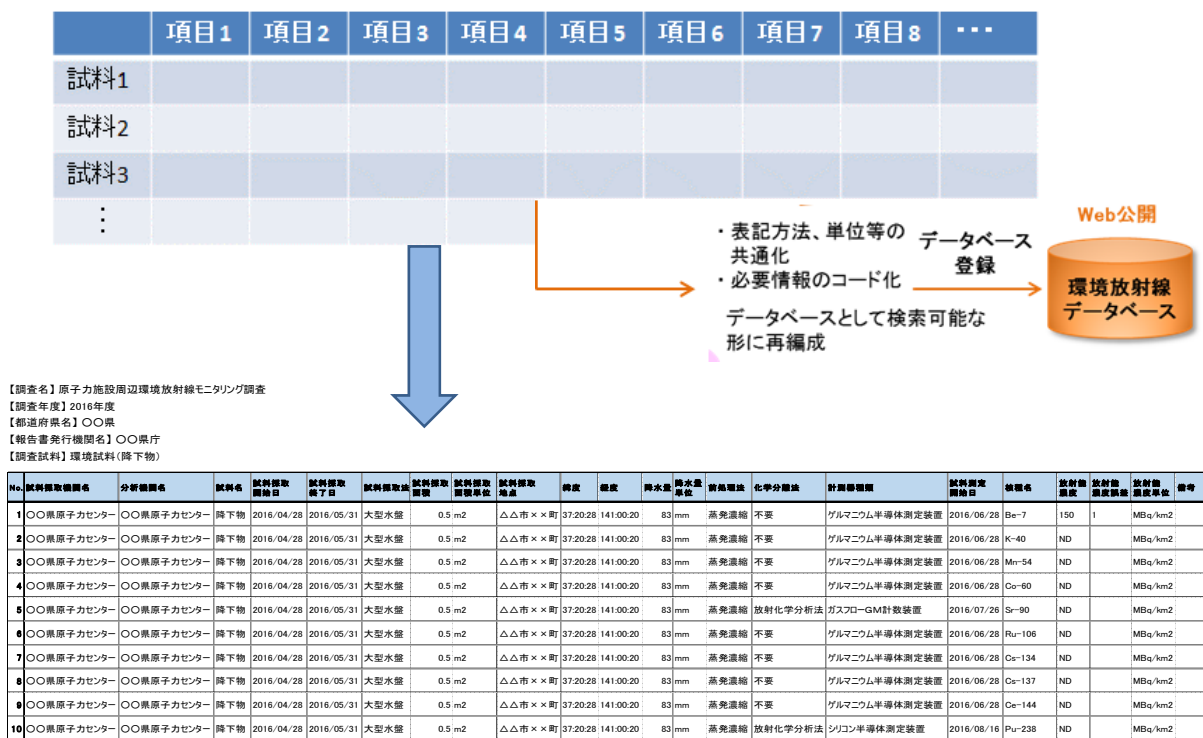 項目1 項目2 項目3 項目4 項目5 項目6 項目7 項目8 ・・・
試料1
試料2
試料3
：
・表記方法、単位等の
共通化
・必要情報のコード化
データベースとして検索可能な
形に再編成
データベース
登録
Web公開
環境放射線
データベース
【調査名】原子力施設周辺環境放射線モニタリング調査
【調査年度】2016年度
【都道府県名】〇〇県
【報告書発行機関名】〇〇県庁
【調査試料】環境試料(降下物)
No. 試料採取機関名 分析機関名 試料名 試料採取開始日 試料採取終了日 試料採取法 試料採取面積 試料採取面積単位 試料採取地点 緯度 経度 降水量 降水量単位 前処理法 化学分離法 計測器種類 試料測定開始日 核種名 放射能濃度 放射能濃度誤差 放射能濃度単位 備考
1 〇〇県原子力センター 〇〇県原子力センター 降下物 2016/04/28 2016/05/31 大型水盤 0.5 m2 △△市××町 37:20:28 141:00:20 83 mm 蒸発濃縮 不要 ゲルマニウム半導体測定装置 2016/06/28 Be-7 150 1 MBq/km2
2 〇〇県原子力センター 〇〇県原子力センター 降下物 2016/04/28 2016/05/31 大型水盤 0.5 m2 △△市××町 37:20:28 141:00:20 83 mm 蒸発濃縮 不要 ゲルマニウム半導体測定装置 2016/06/28 K-40 ND MBq/km2
3 〇〇県原子力センター 〇〇県原子力センター 降下物 2016/04/28 2016/05/31 大型水盤 0.5 m2 △△市××町 37:20:28 141:00:20 83 mm 蒸発濃縮 不要 ゲルマニウム半導体測定装置 2016/06/28 Mn-54 ND MBq/km2
4 〇〇県原子力センター 〇〇県原子力センター 降下物 2016/04/28 2016/05/31 大型水盤 0.5 m2 △△市××町 37:20:28 141:00:20 83 mm 蒸発濃縮 不要 ゲルマニウム半導体測定装置 2016/06/28 Co-60 ND MBq/km2
5 〇〇県原子力センター 〇〇県原子力センター 降下物 2016/04/28 2016/05/31 大型水盤 0.5 m2 △△市××町 37:20:28 141:00:20 83 mm 蒸発濃縮 放射化学分析法 ガスフローGM計数装置 2016/07/26 Sr-90 ND MBq/km2
6 〇〇県原子力センター 〇〇県原子力センター 降下物 2016/04/28 2016/05/31 大型水盤 0.5 m2 △△市××町 37:20:28 141:00:20 83 mm 蒸発濃縮 不要 ゲルマニウム半導体測定装置 2016/06/28 Ru-106 ND MBq/km2
7 〇〇県原子力センター 〇〇県原子力センター 降下物 2016/04/28 2016/05/31 大型水盤 0.5 m2 △△市××町 37:20:28 141:00:20 83 mm 蒸発濃縮 不要 ゲルマニウム半導体測定装置 2016/06/28 Cs-134 ND MBq/km2
8 〇〇県原子力センター 〇〇県原子力センター 降下物 2016/04/28 2016/05/31 大型水盤 0.5 m2 △△市××町 37:20:28 141:00:20 83 mm 蒸発濃縮 不要 ゲルマニウム半導体測定装置 2016/06/28 Cs-137 ND MBq/km2
9 〇〇県原子力センター 〇〇県原子力センター 降下物 2016/04/28 2016/05/31 大型水盤 0.5 m2 △△市××町 37:20:28 141:00:20 83 mm 蒸発濃縮 不要 ゲルマニウム半導体測定装置 2016/06/28 Ce-144 ND MBq/km2
10 〇〇県原子力センター 〇〇県原子力センター 降下物 2016/04/28 2016/05/31 大型水盤 0.5 m2 △△市××町 37:20:28 141:00:20 83 mm 蒸発濃縮 放射化学分析法 シリコン半導体測定装置 2016/08/16 Pu-238 ND MBq/km2